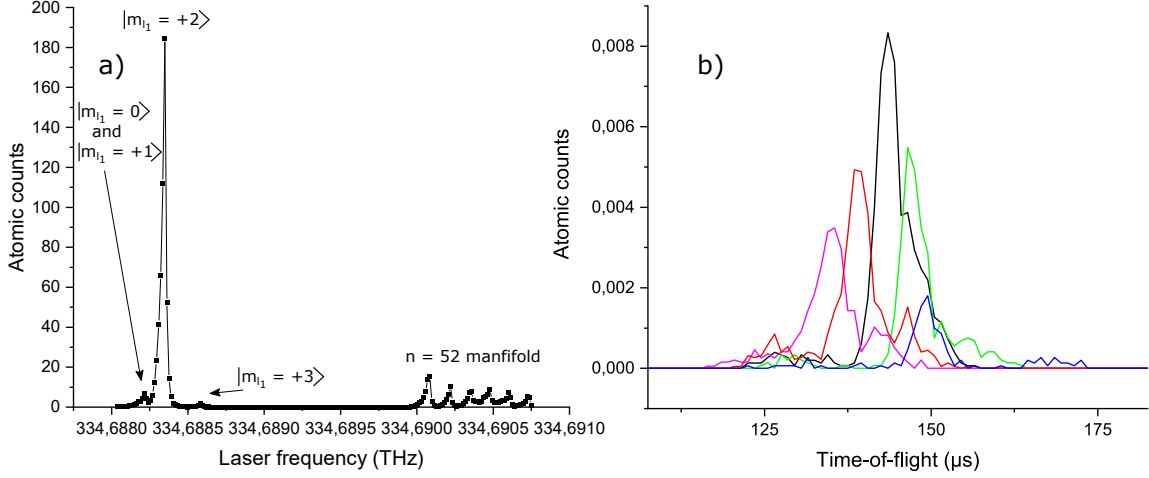 a)
|m_{l_1} = +2⟩
|m_{l_1} = 0⟩
and
|m_{l_1} = +1⟩
|m_{l_1} = +3⟩
n = 52 manifold
200
180
160
140
120
100
80
60
40
20
0
Atomic counts
334,6880 334,6885 334,6890 334,6895 334,6900 334,6905 334,6910
Laser frequency (THz)
b)
0,008
0,006
0,004
0,002
0,000
Atomic counts
125 150 175
Time-of-flight (μs)